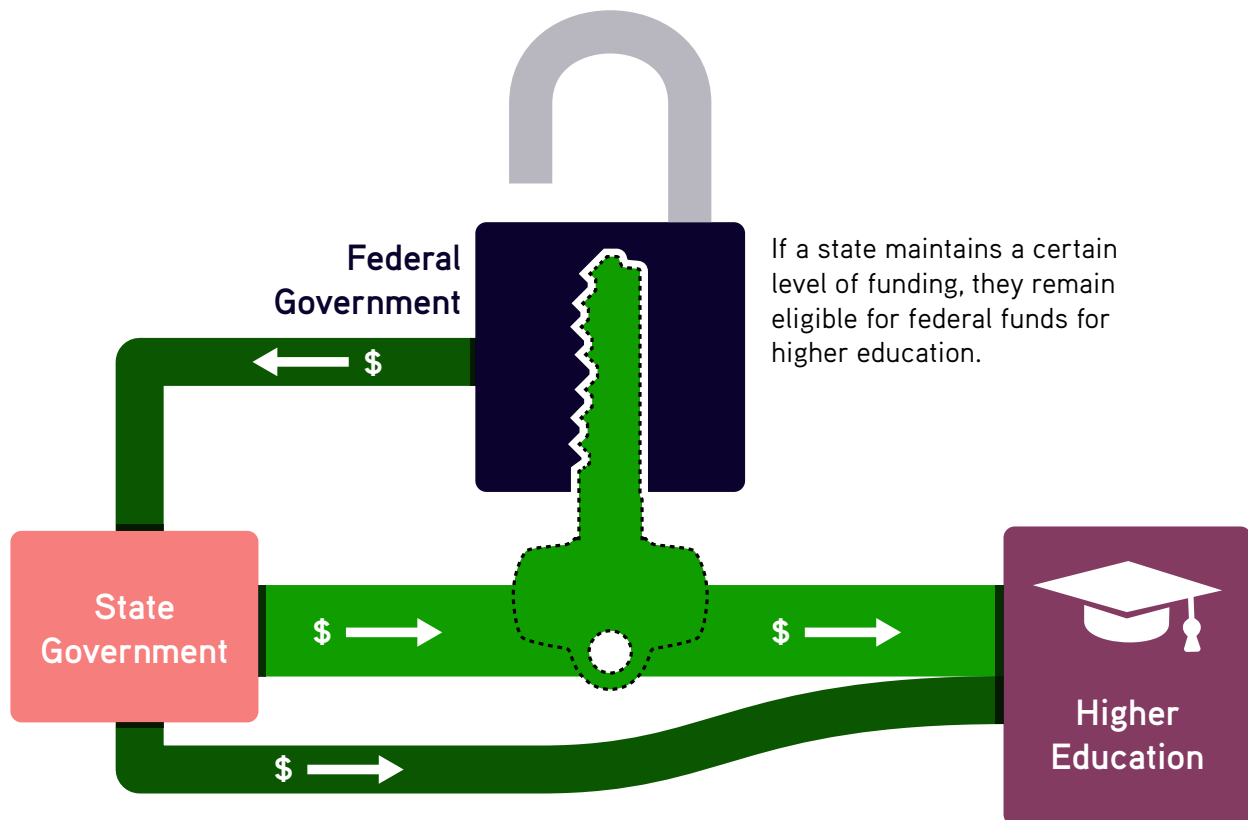 Federal
Government
If a state maintains a certain
level of funding, they remain
eligible for federal funds for
higher education.
$
State
Government
$
$
Higher
Education
$